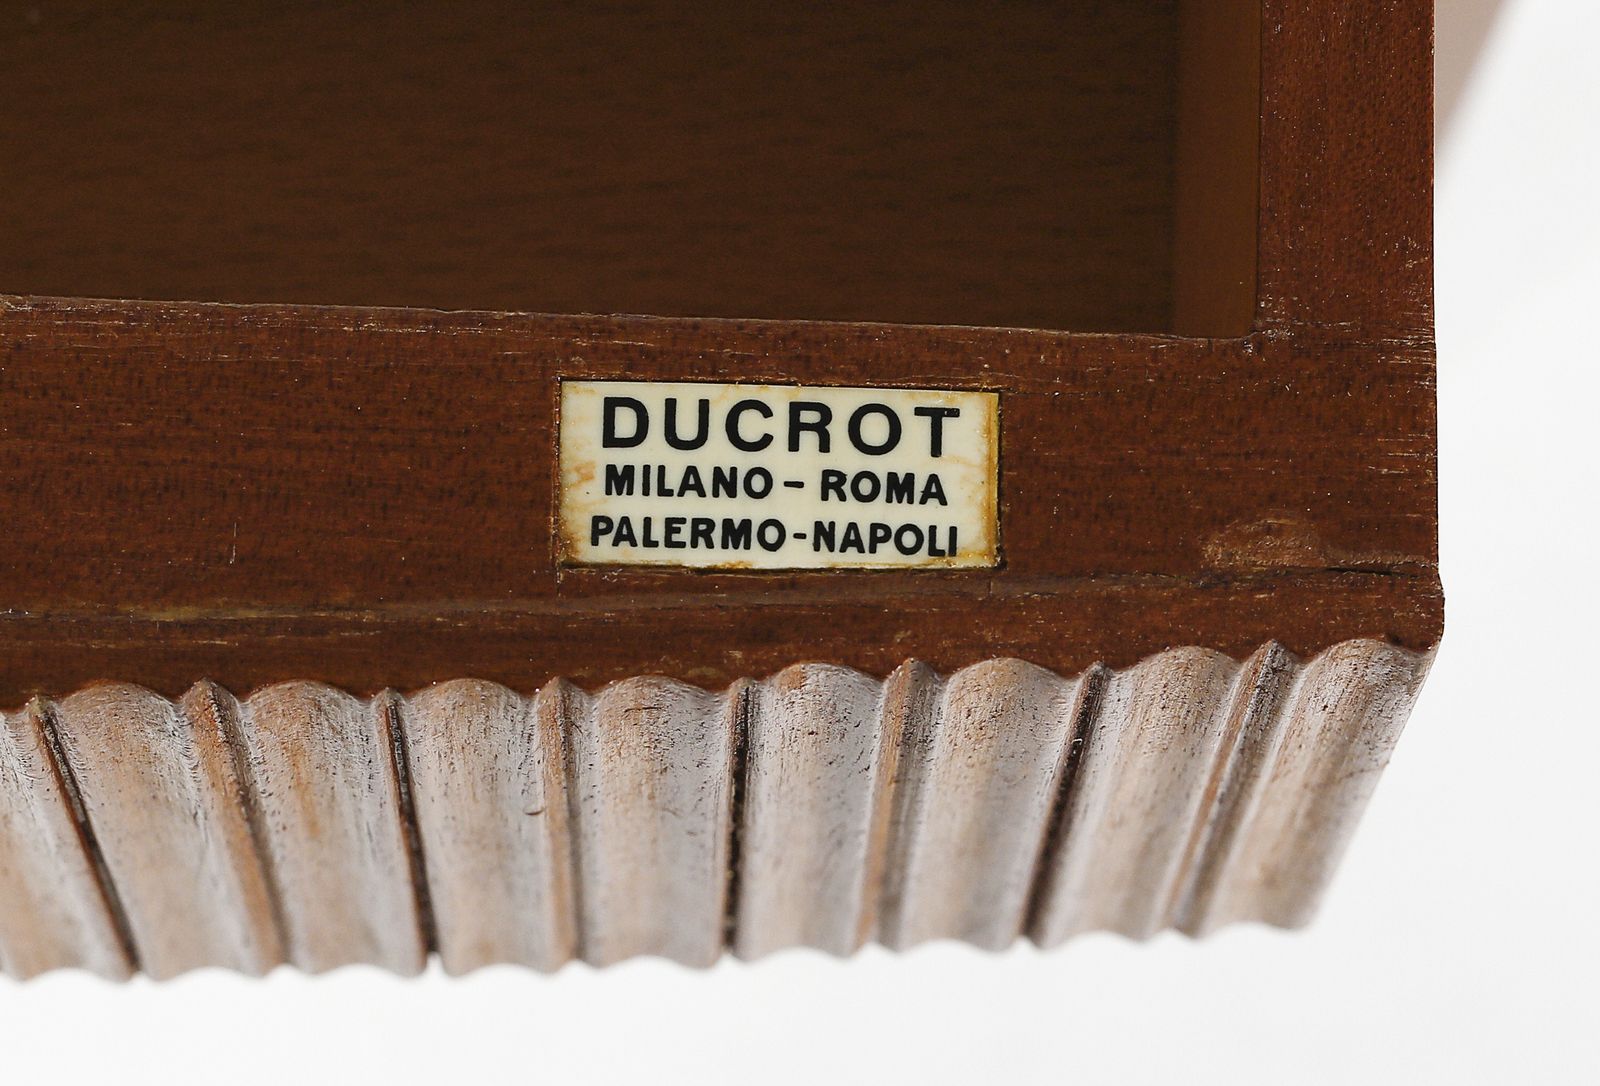 DUCROT
MILANO - ROMA
PALERMO - NAPOLI